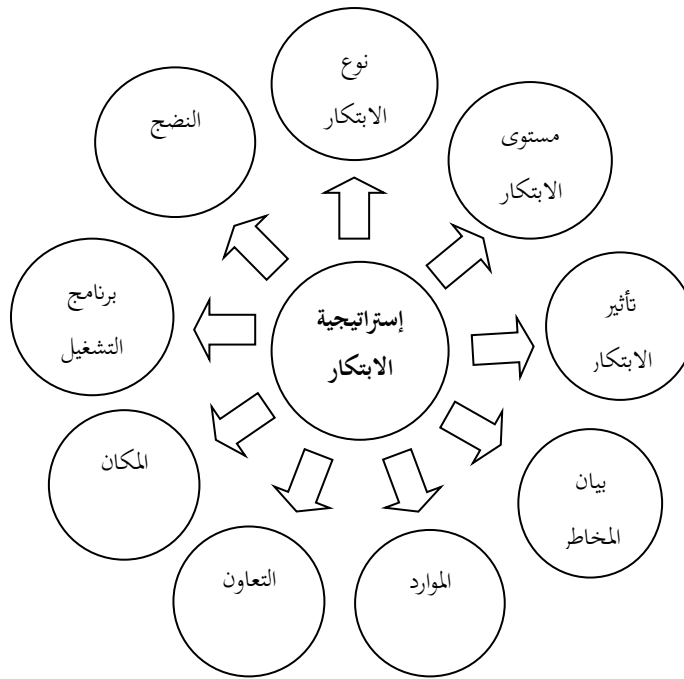 نوع
الابتكار
مستوى
الابتكار
تأثير
الابتكار
بيان
المخاطر
الموارد
التعاون
المكان
برنامج
التشغيل
النضج
إستراتيجية
الابتكار